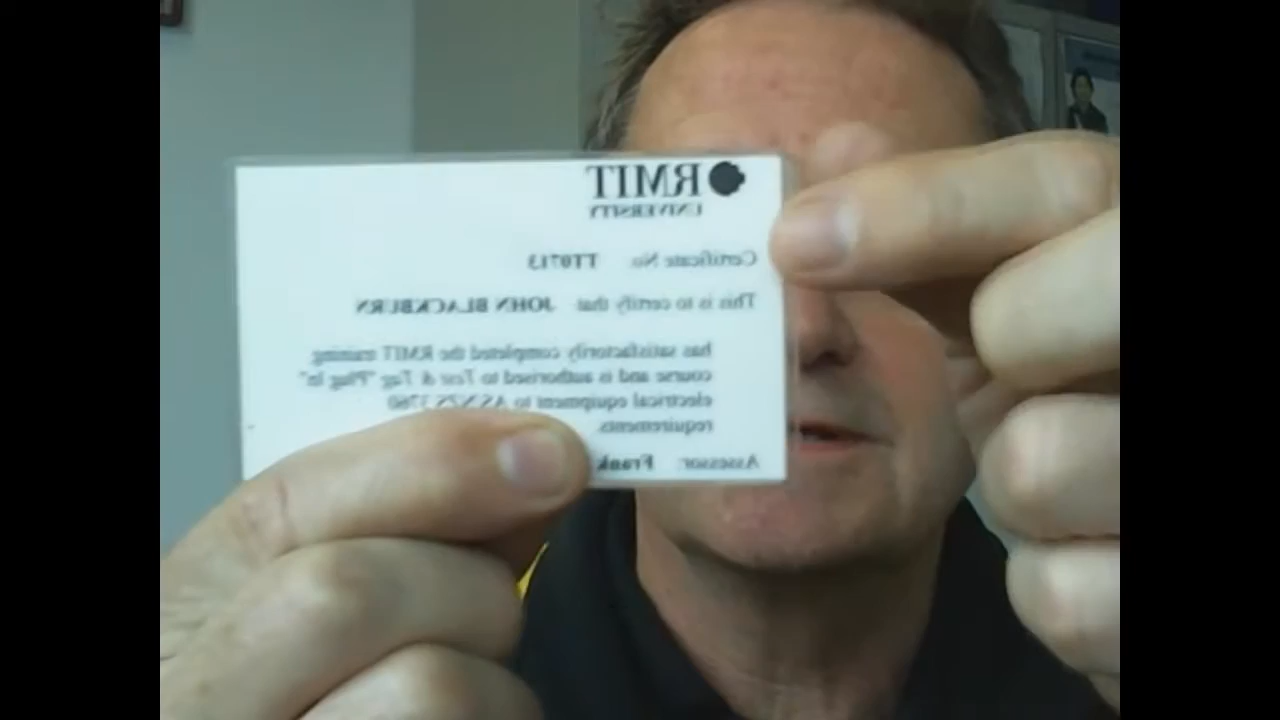 RMIT
UNIVERSITY
Certificate No. TT0713
This is to certify that JOHN BLACKBURN
has satisfactorily completed the RMIT training
course and is authorised to Test & Tag "Plug in"
electrical equipment to AS/NZS 3760
requirements.
Assessor: Frank